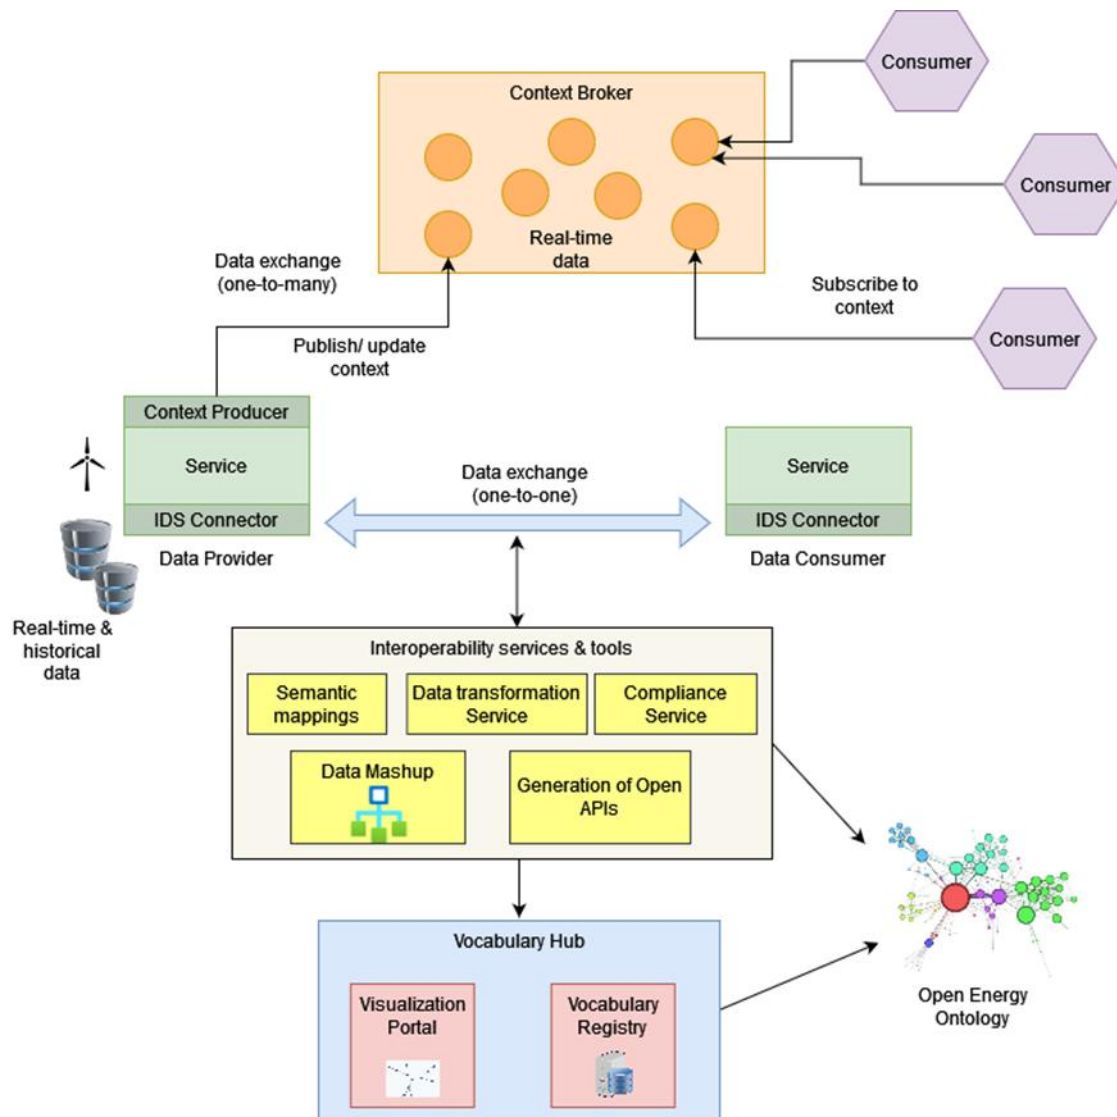 Consumer
Context Broker
Consumer
Real-time
data
Data exchange
(one-to-many)
Subscribe to
context
Consumer
Publish/ update
context
Context Producer
Service
IDS Connector
Data Provider
Data exchange
(one-to-one)
Service
IDS Connector
Data Consumer
Real-time &
historical
data
Interoperability services & tools
Semantic
mappings
Data transformation
Service
Compliance
Service
Data Mashup
Generation of Open
APIs
Vocabulary Hub
Visualization
Portal
Vocabulary
Registry
Open Energy
Ontology